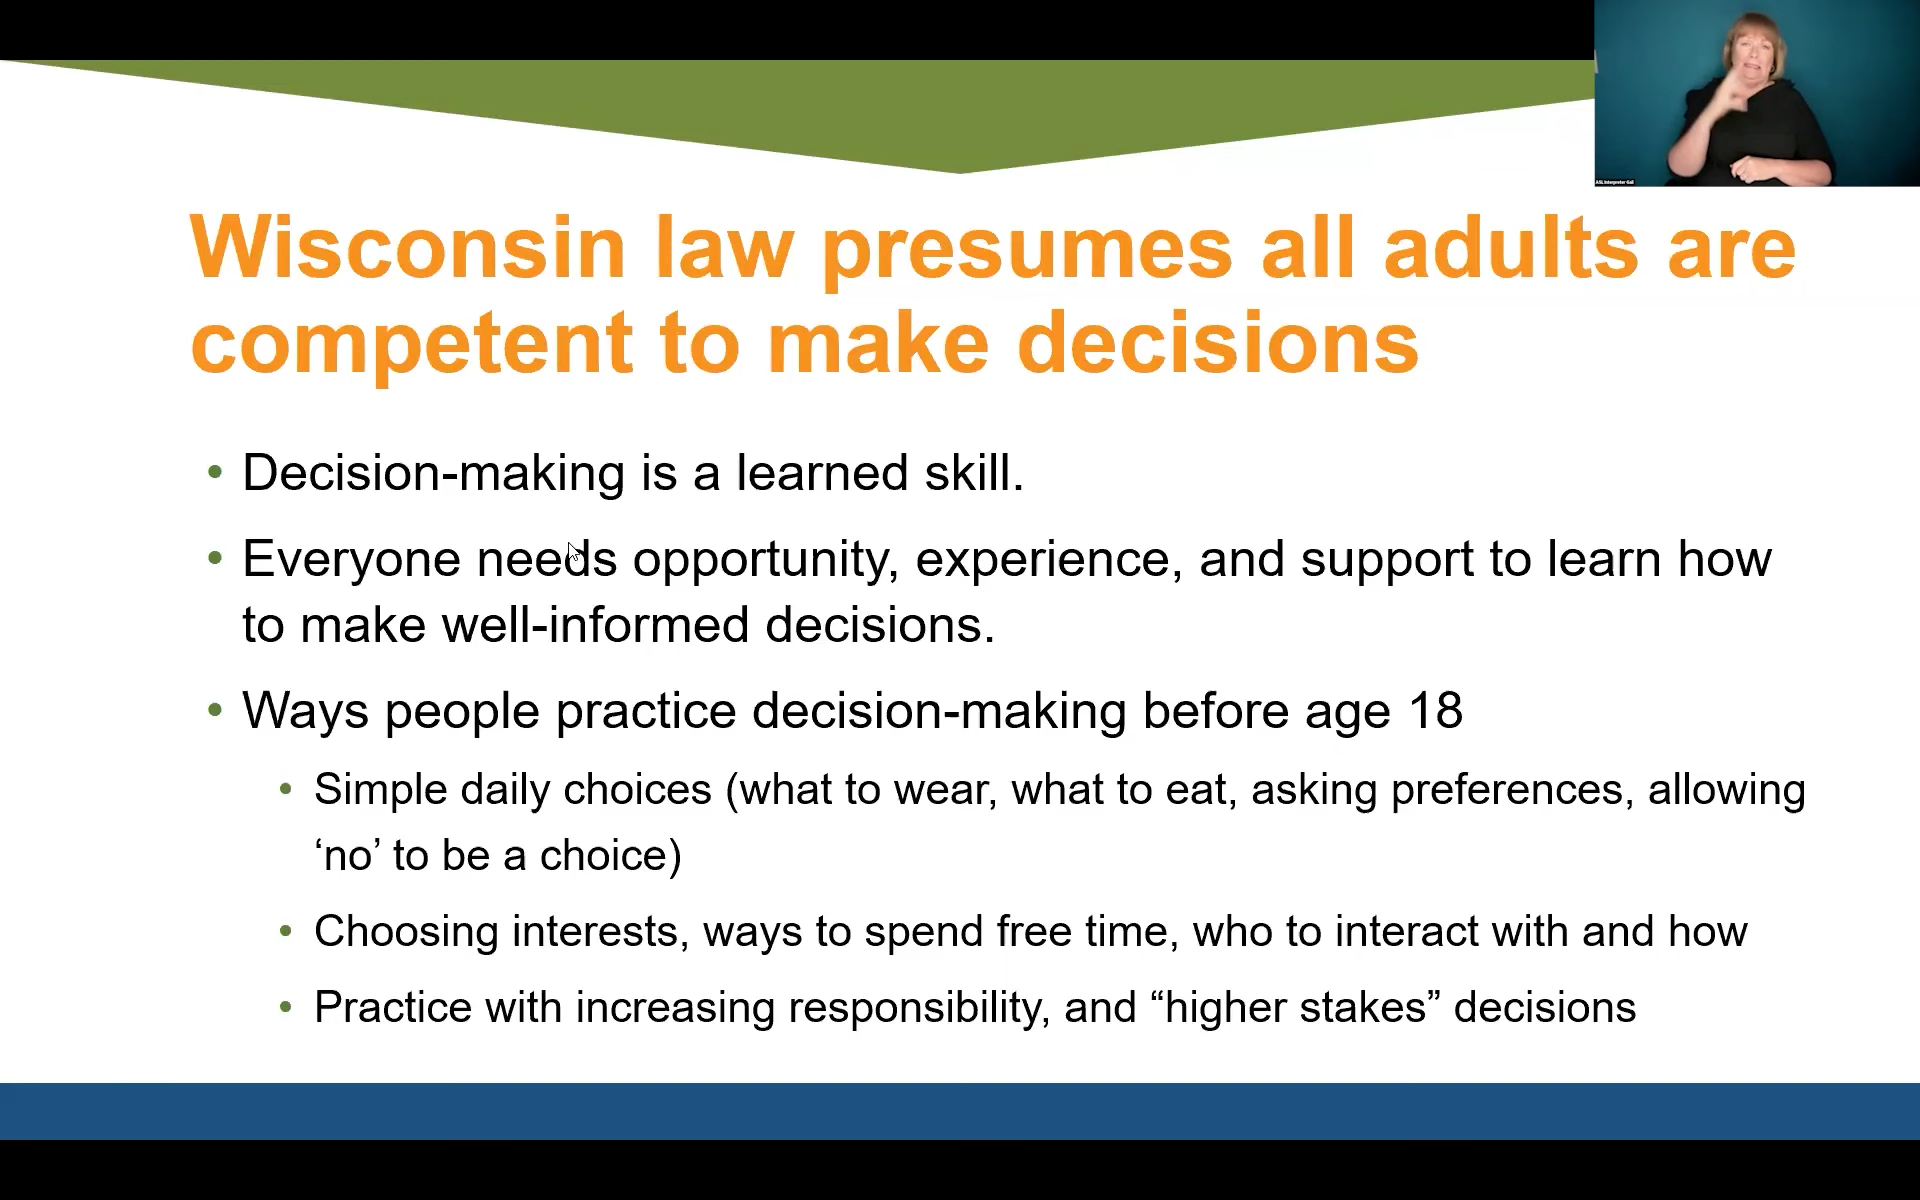 ASL Interpreter Gail
Wisconsin law presumes all adults are
competent to make decisions
• Decision-making is a learned skill.
• Everyone needs opportunity, experience, and support to learn how
to make well-informed decisions.
• Ways people practice decision-making before age 18
• Simple daily choices (what to wear, what to eat, asking preferences, allowing
‘no’ to be a choice)
• Choosing interests, ways to spend free time, who to interact with and how
• Practice with increasing responsibility, and “higher stakes” decisions